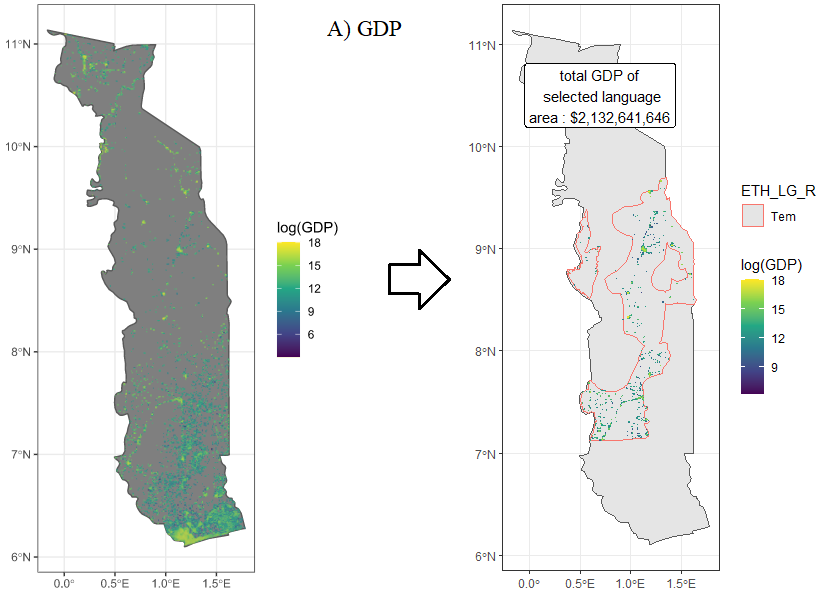 A) GDP
11°N
10°N
9°N
8°N
7°N
6°N
0.0°
0.5°E
1.0°E
1.5°E
log(GDP)
18
15
12
9
6
total GDP of
selected language
area : $2,132,641,646
11°N
10°N
9°N
8°N
7°N
6°N
0.0°
0.5°E
1.0°E
1.5°E
ETH_LG_R
Tem
log(GDP)
18
15
12
9